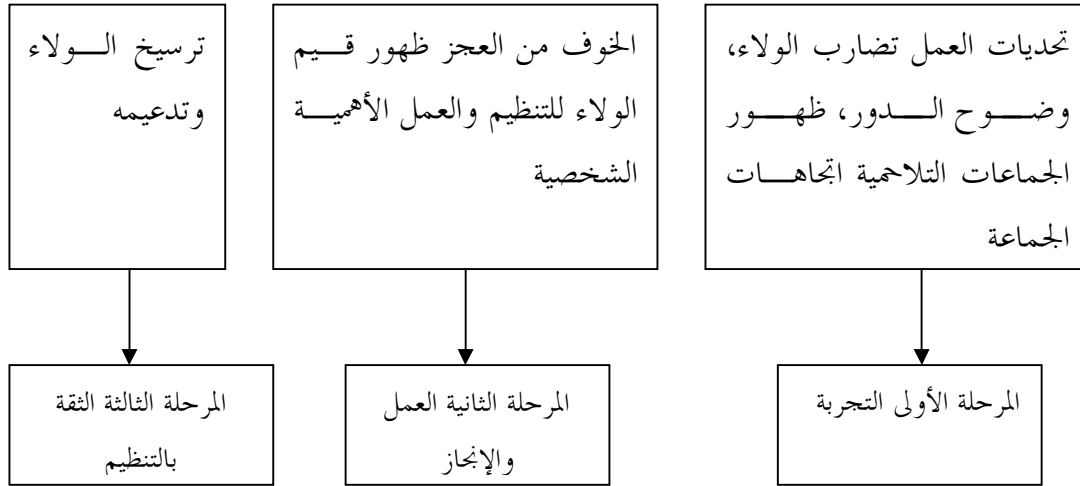 تحديات العمل تضارب الولاء،
وضوح الدور، ظهور
الجماعات التلاحمية اتجاهات
الجماعة
الخوف من العجز ظهور قيم
الولاء للتنظيم والعمل الأهمية
الشخصية
ترسيخ الولاء
وتدعيمه
المرحلة الأولى التجربة
المرحلة الثانية العمل
والإنجاز
المرحلة الثالثة الثقة
بالتنظيم